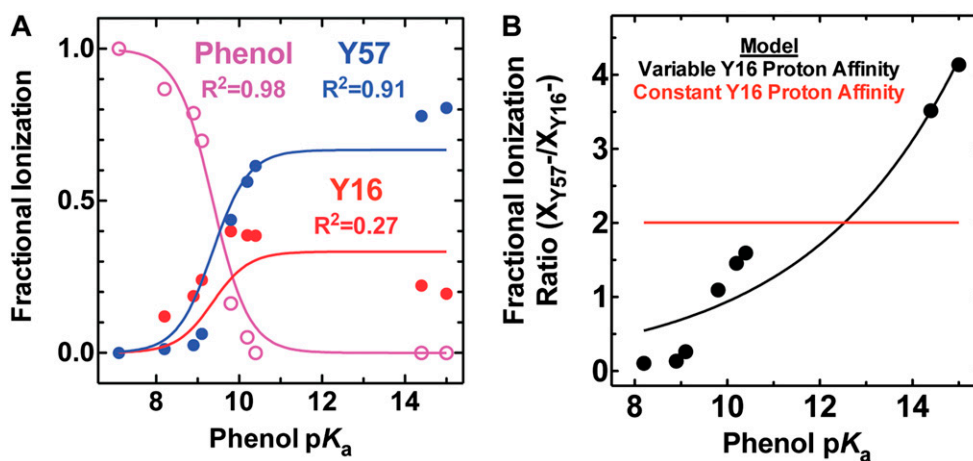 A
Phenol
R²=0.98
Y57
R²=0.91
Y16
R²=0.27
1.0
0.5
0.0
8 10 12 14
Fractional Ionization
Phenol pKa
B
Model
Variable Y16 Proton Affinity
Constant Y16 Proton Affinity
4
3
2
1
0
8 10 12 14
Fractional Ionization
Ratio (XY57-/XY16-)
Phenol pKa